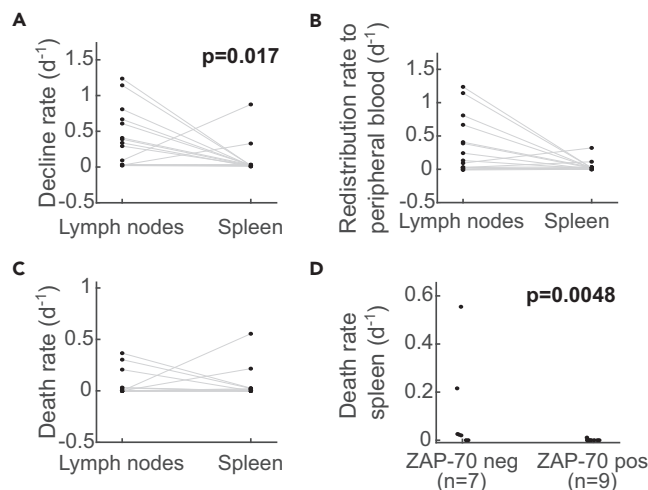 A
Decline rate (d⁻¹)
p=0.017
1.5
1
0.5
0
-0.5
Lymph nodes
Spleen
B
Redistribution rate to
peripheral blood (d⁻¹)
1.5
1
0.5
0
-0.5
Lymph nodes
Spleen
C
Death rate (d⁻¹)
1
0.5
0
-0.5
Lymph nodes
Spleen
D
Death rate
spleen (d⁻¹)
p=0.0048
0.6
0.4
0.2
0
ZAP-70 neg
(n=7)
ZAP-70 pos
(n=9)